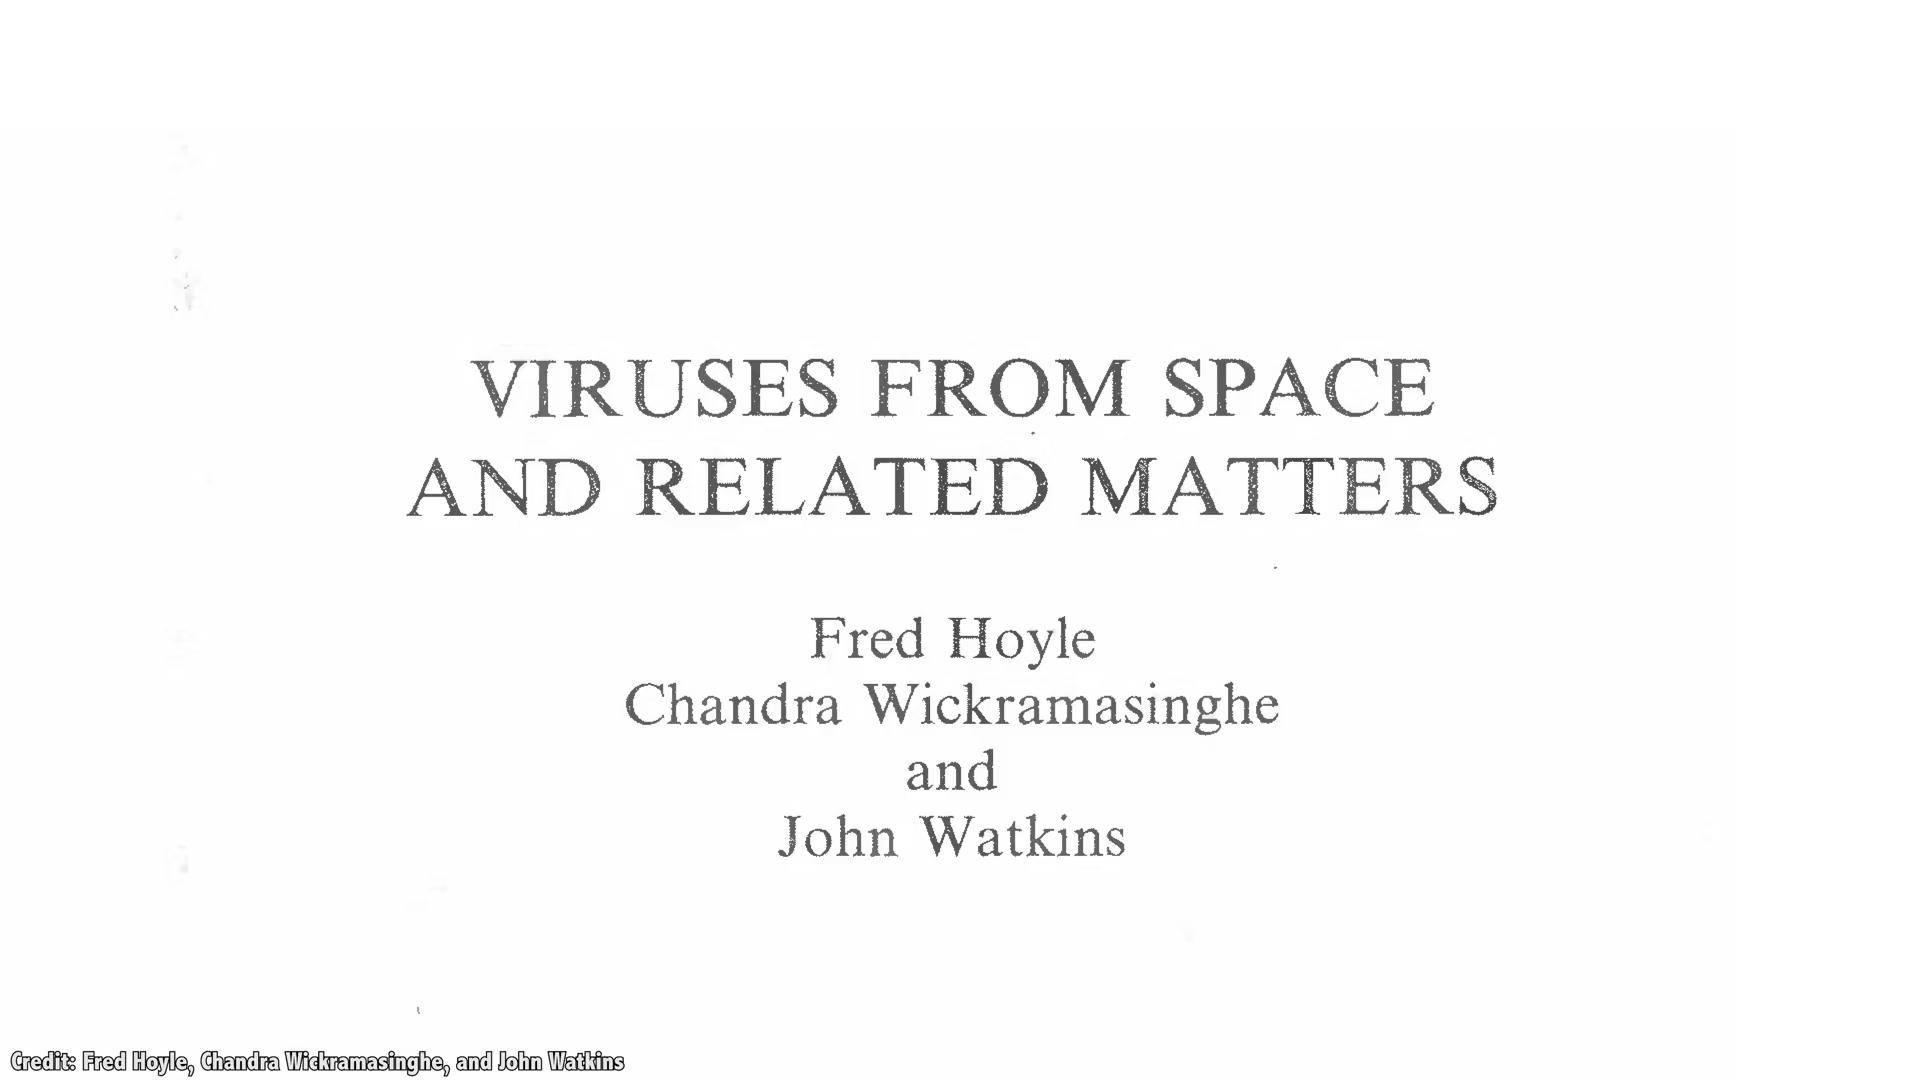 VIRUSES FROM SPACE
AND RELATED MATTERS
Fred Hoyle
Chandra Wickramasinghe
and
John Watkins
Credit: Fred Hoyle, Chandra Wickramasinghe, and John Watkins